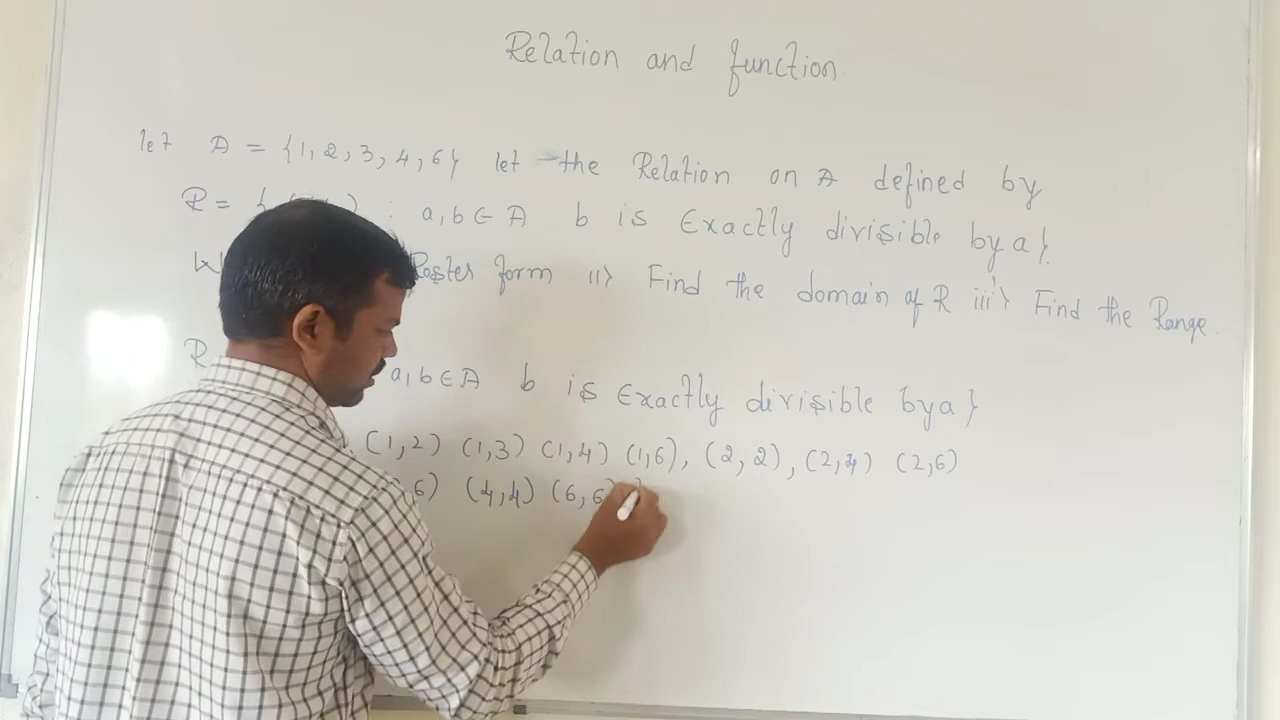 Relation and function
let A = {1, 2, 3, 4, 6} let the Relation on A defined by
R = { : a, b ∈ A b is Exactly divisible by a}.
Roster form ii) Find the domain of R iii) Find the Range.
R a, b ∈ A b is Exactly divisible by a}
(1,2) (1,3) (1,4) (1,6), (2,2), (2,4) (2,6)
6) (4,4) (6,6)